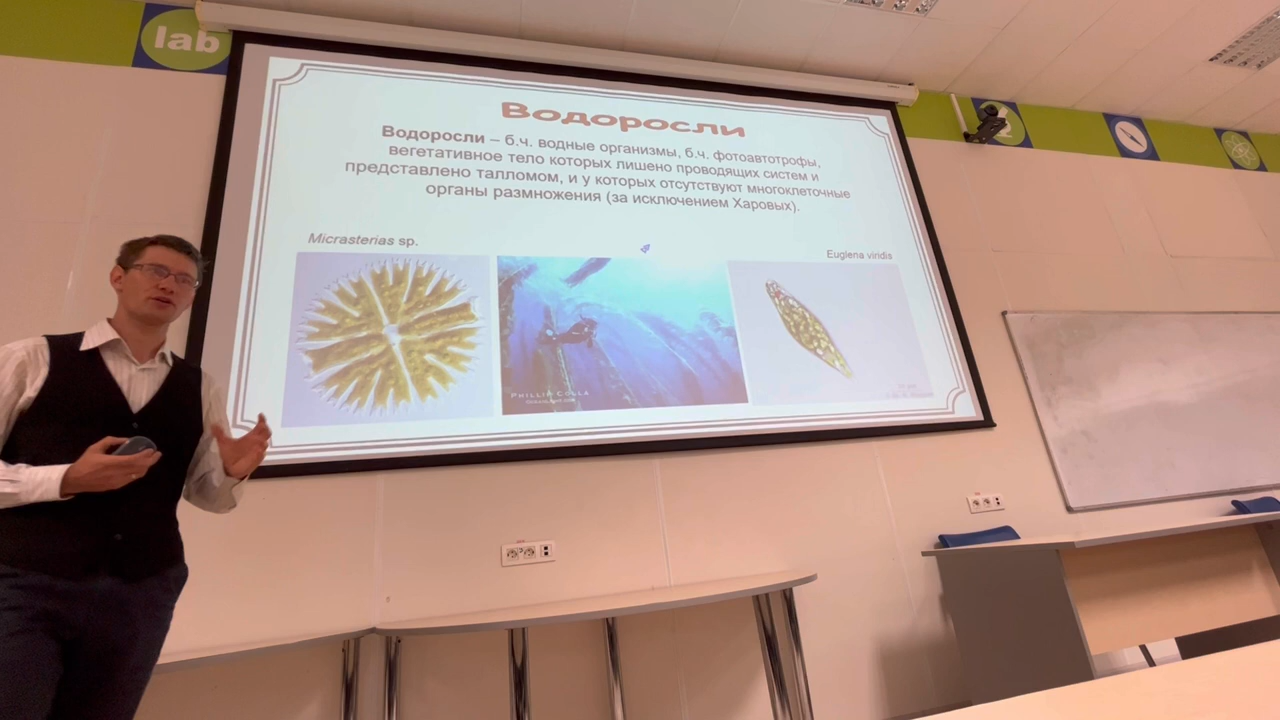 lab
Водоросли
Водоросли – б.ч. водные организмы, б.ч. фотоавтотрофы,
вегетативное тело которых лишено проводящих систем и
представлено талломом, и у которых отсутствуют многоклеточные
органы размножения (за исключением Харовых).
Micrasterias sp.
Euglena viridis
PHILLIP COLLA